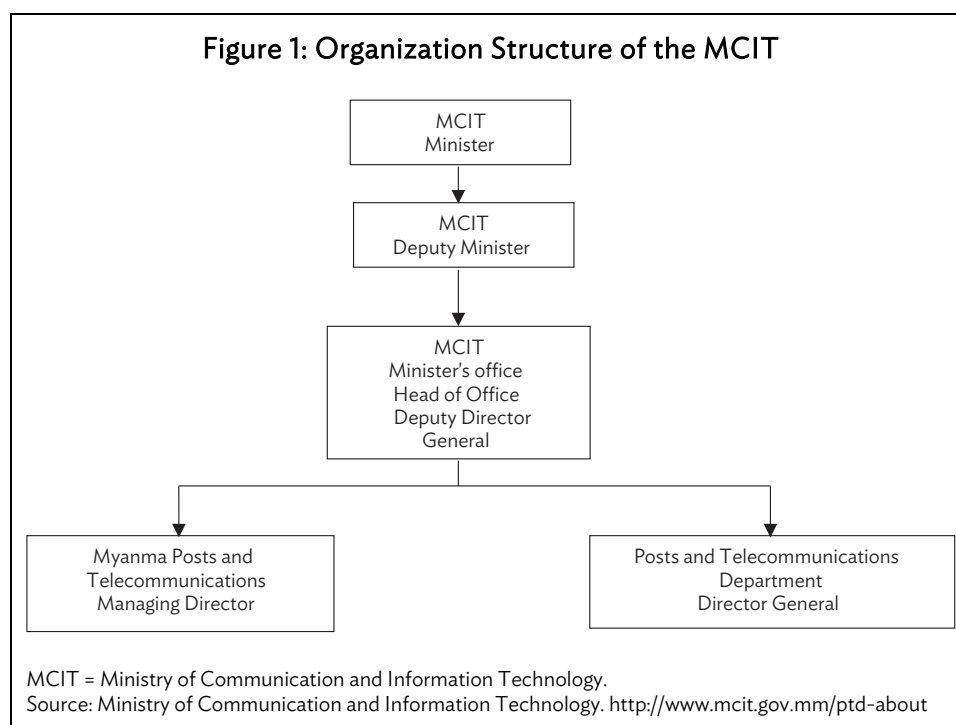 Figure 1: Organization Structure of the MCIT
MCIT
Minister
MCIT
Deputy Minister
MCIT
Minister's office
Head of Office
Deputy Director
General
Myanma Posts and
Telecommunications
Managing Director
Posts and Telecommunications
Department
Director General
MCIT = Ministry of Communication and Information Technology.
Source: Ministry of Communication and Information Technology. http://www.mcit.gov.mm/ptd-about